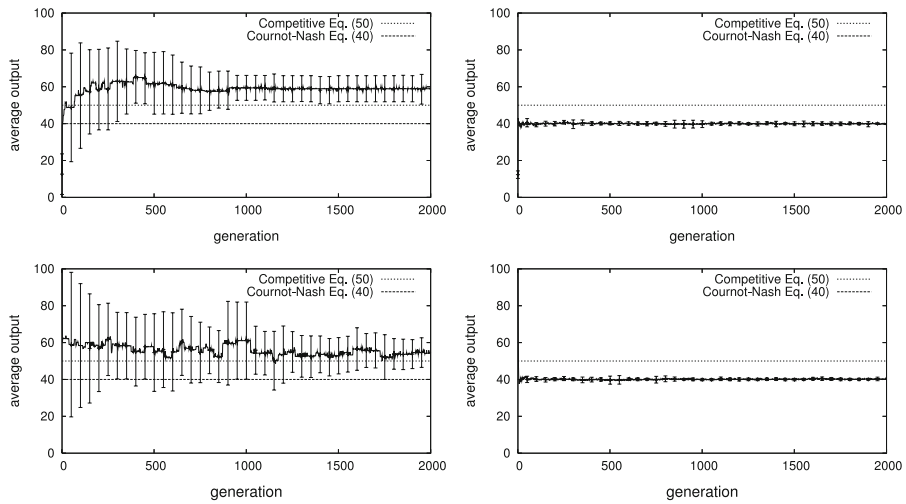 100
80
60
40
20
0
average output
Competitive Eq. (50)
Cournot-Nash Eq. (40)
0 500 1000 1500 2000
generation
100
80
60
40
20
0
average output
Competitive Eq. (50)
Cournot-Nash Eq. (40)
0 500 1000 1500 2000
generation
100
80
60
40
20
0
average output
Competitive Eq. (50)
Cournot-Nash Eq. (40)
0 500 1000 1500 2000
generation
100
80
60
40
20
0
average output
Competitive Eq. (50)
Cournot-Nash Eq. (40)
0 500 1000 1500 2000
generation